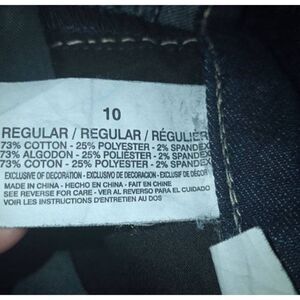 10
REGULAR / REGULAR / RÉGULIER
73% COTTON - 25% POLYESTER - 2% SPANDEX
73% ALGODON - 25% POLIÉSTER - 2% SPANDEX
73% COTON - 25% POLYESTER - 2% SPANDEX
EXCLUSIVE OF DECORATION - EXCLUSIVO DE DECORACION - EXCLUSIF DE DÉCOR
MADE IN CHINA - HECHO EN CHINA - FAIT EN CHINE
SEE REVERSE FOR CARE - VER AL REVERSO PARA EL CUIDADO
VOIR LES INSTRUCTIONS D'ENTRETIEN AU DOS